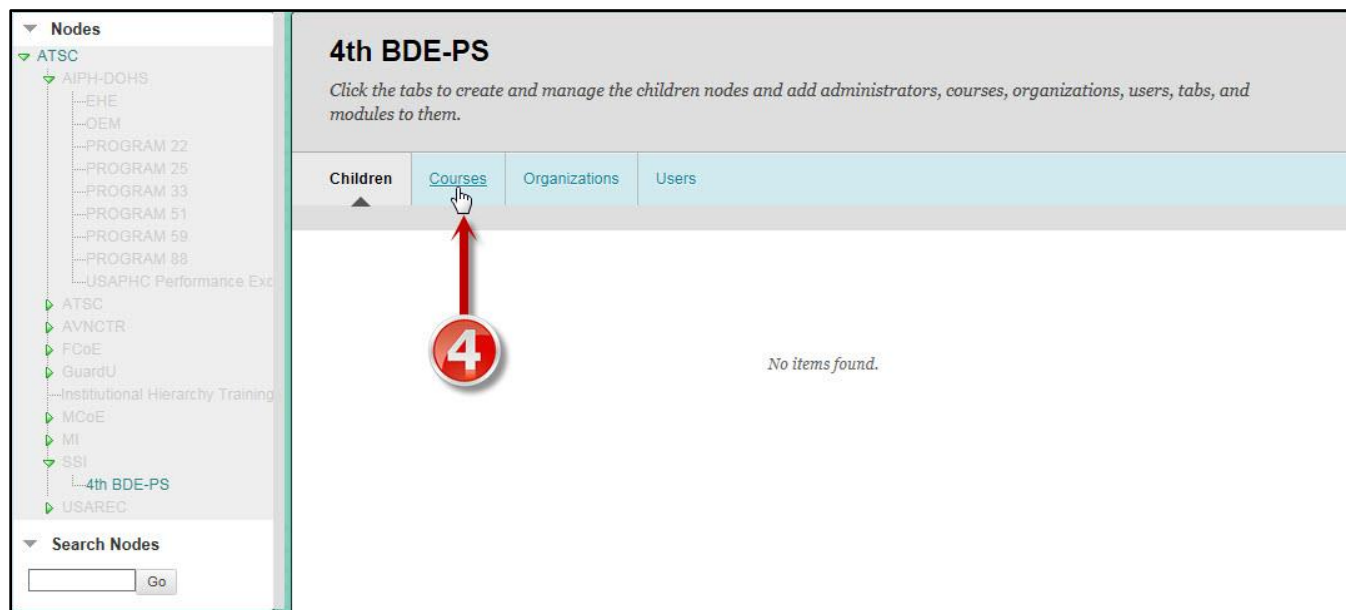 Nodes
ATSC
AIPH-DOHS
EHE
OEM
PROGRAM 22
PROGRAM 25
PROGRAM 33
PROGRAM 51
PROGRAM 59
PROGRAM 88
USAPHC Performance Exc
ATSC
AVNCTR
FCoE
GuardU
Institiutional Hierarchy Training
MCoE
MI
SSI
4th BDE-PS
USAREC
Search Nodes
Go
4th BDE-PS
Click the tabs to create and manage the children nodes and add administrators, courses, organizations, users, tabs, and
modules to them.
Children Courses Organizations Users
4
No items found.